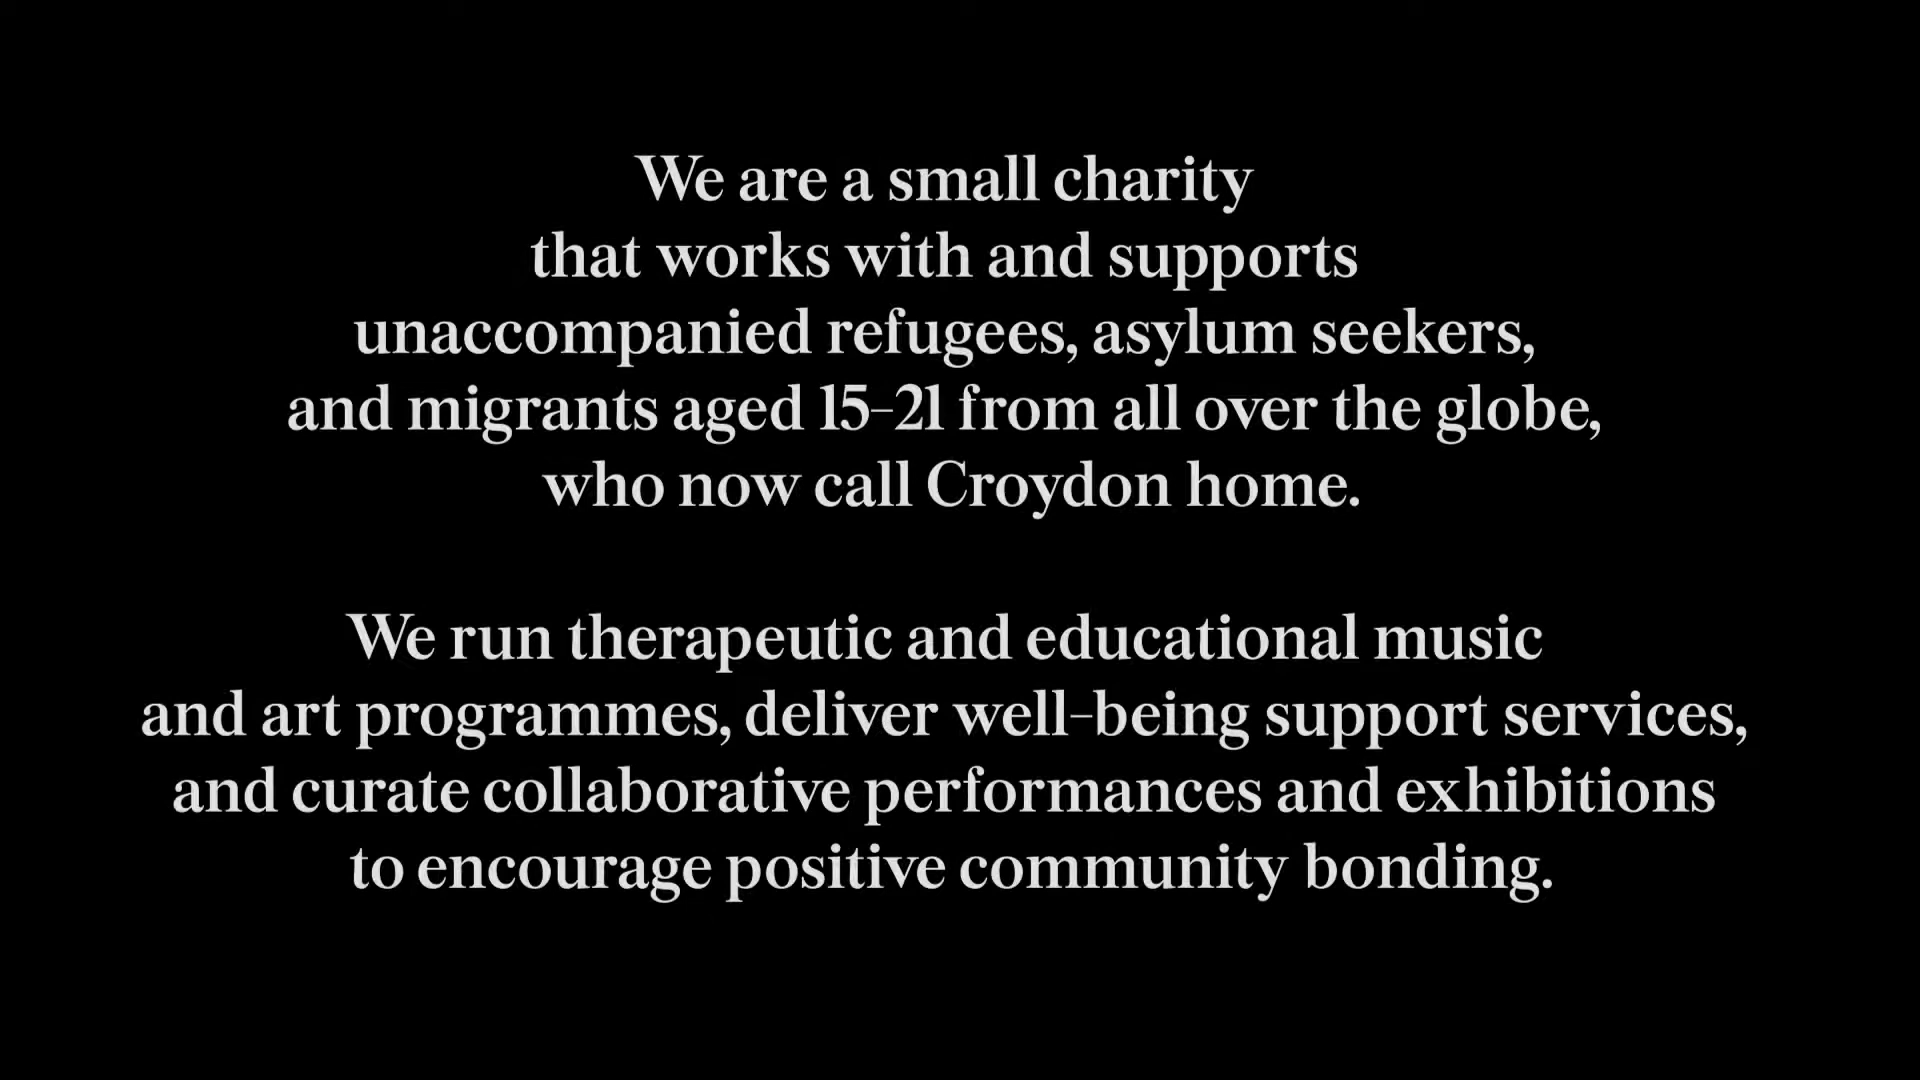 We are a small charity
that works with and supports
unaccompanied refugees, asylum seekers,
and migrants aged 15–21 from all over the globe,
who now call Croydon home.
We run therapeutic and educational music
and art programmes, deliver well-being support services,
and curate collaborative performances and exhibitions
to encourage positive community bonding.